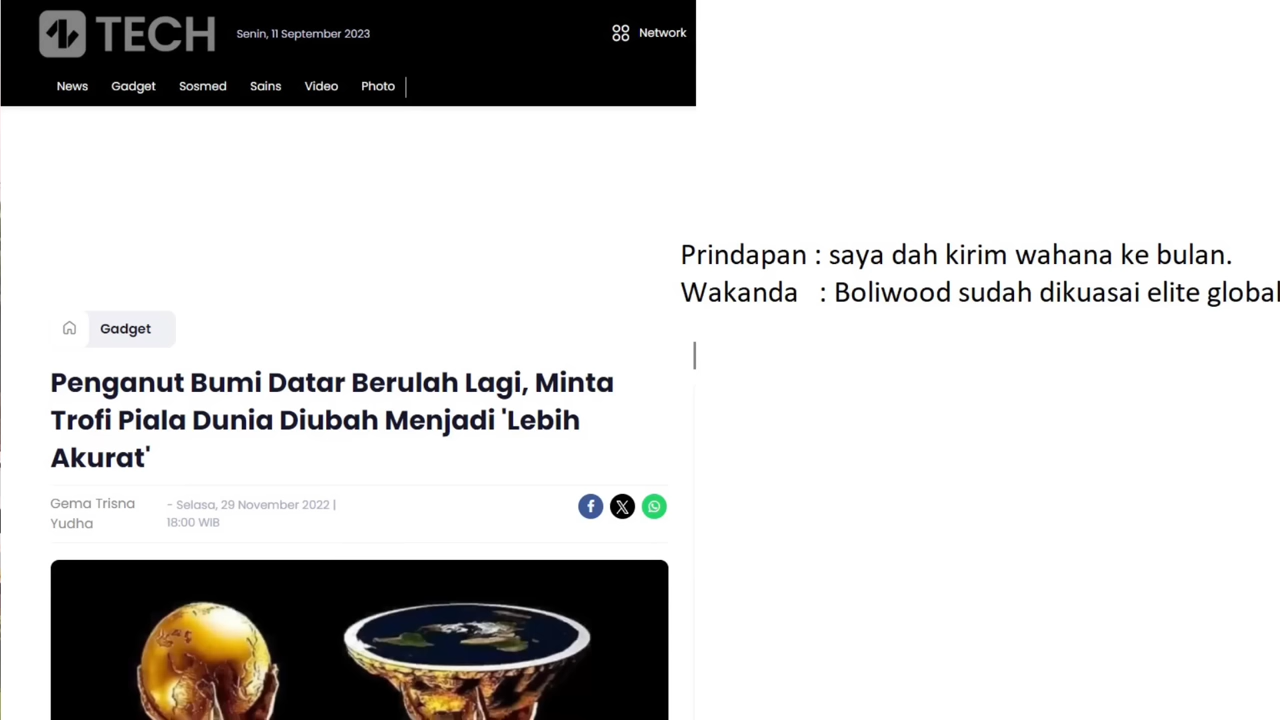 TECH
Senin, 11 September 2023
Network
News Gadget Sosmed Sains Video Photo
Prindapan : saya dah kirim wahana ke bulan.
Wakanda : Boliwood sudah dikuasai elite global
Gadget
Penganut Bumi Datar Berulah Lagi, Minta
Trofi Piala Dunia Diubah Menjadi 'Lebih
Akurat'
Gema Trisna
Yudha
- Selasa, 29 November 2022 |
18:00 WIB